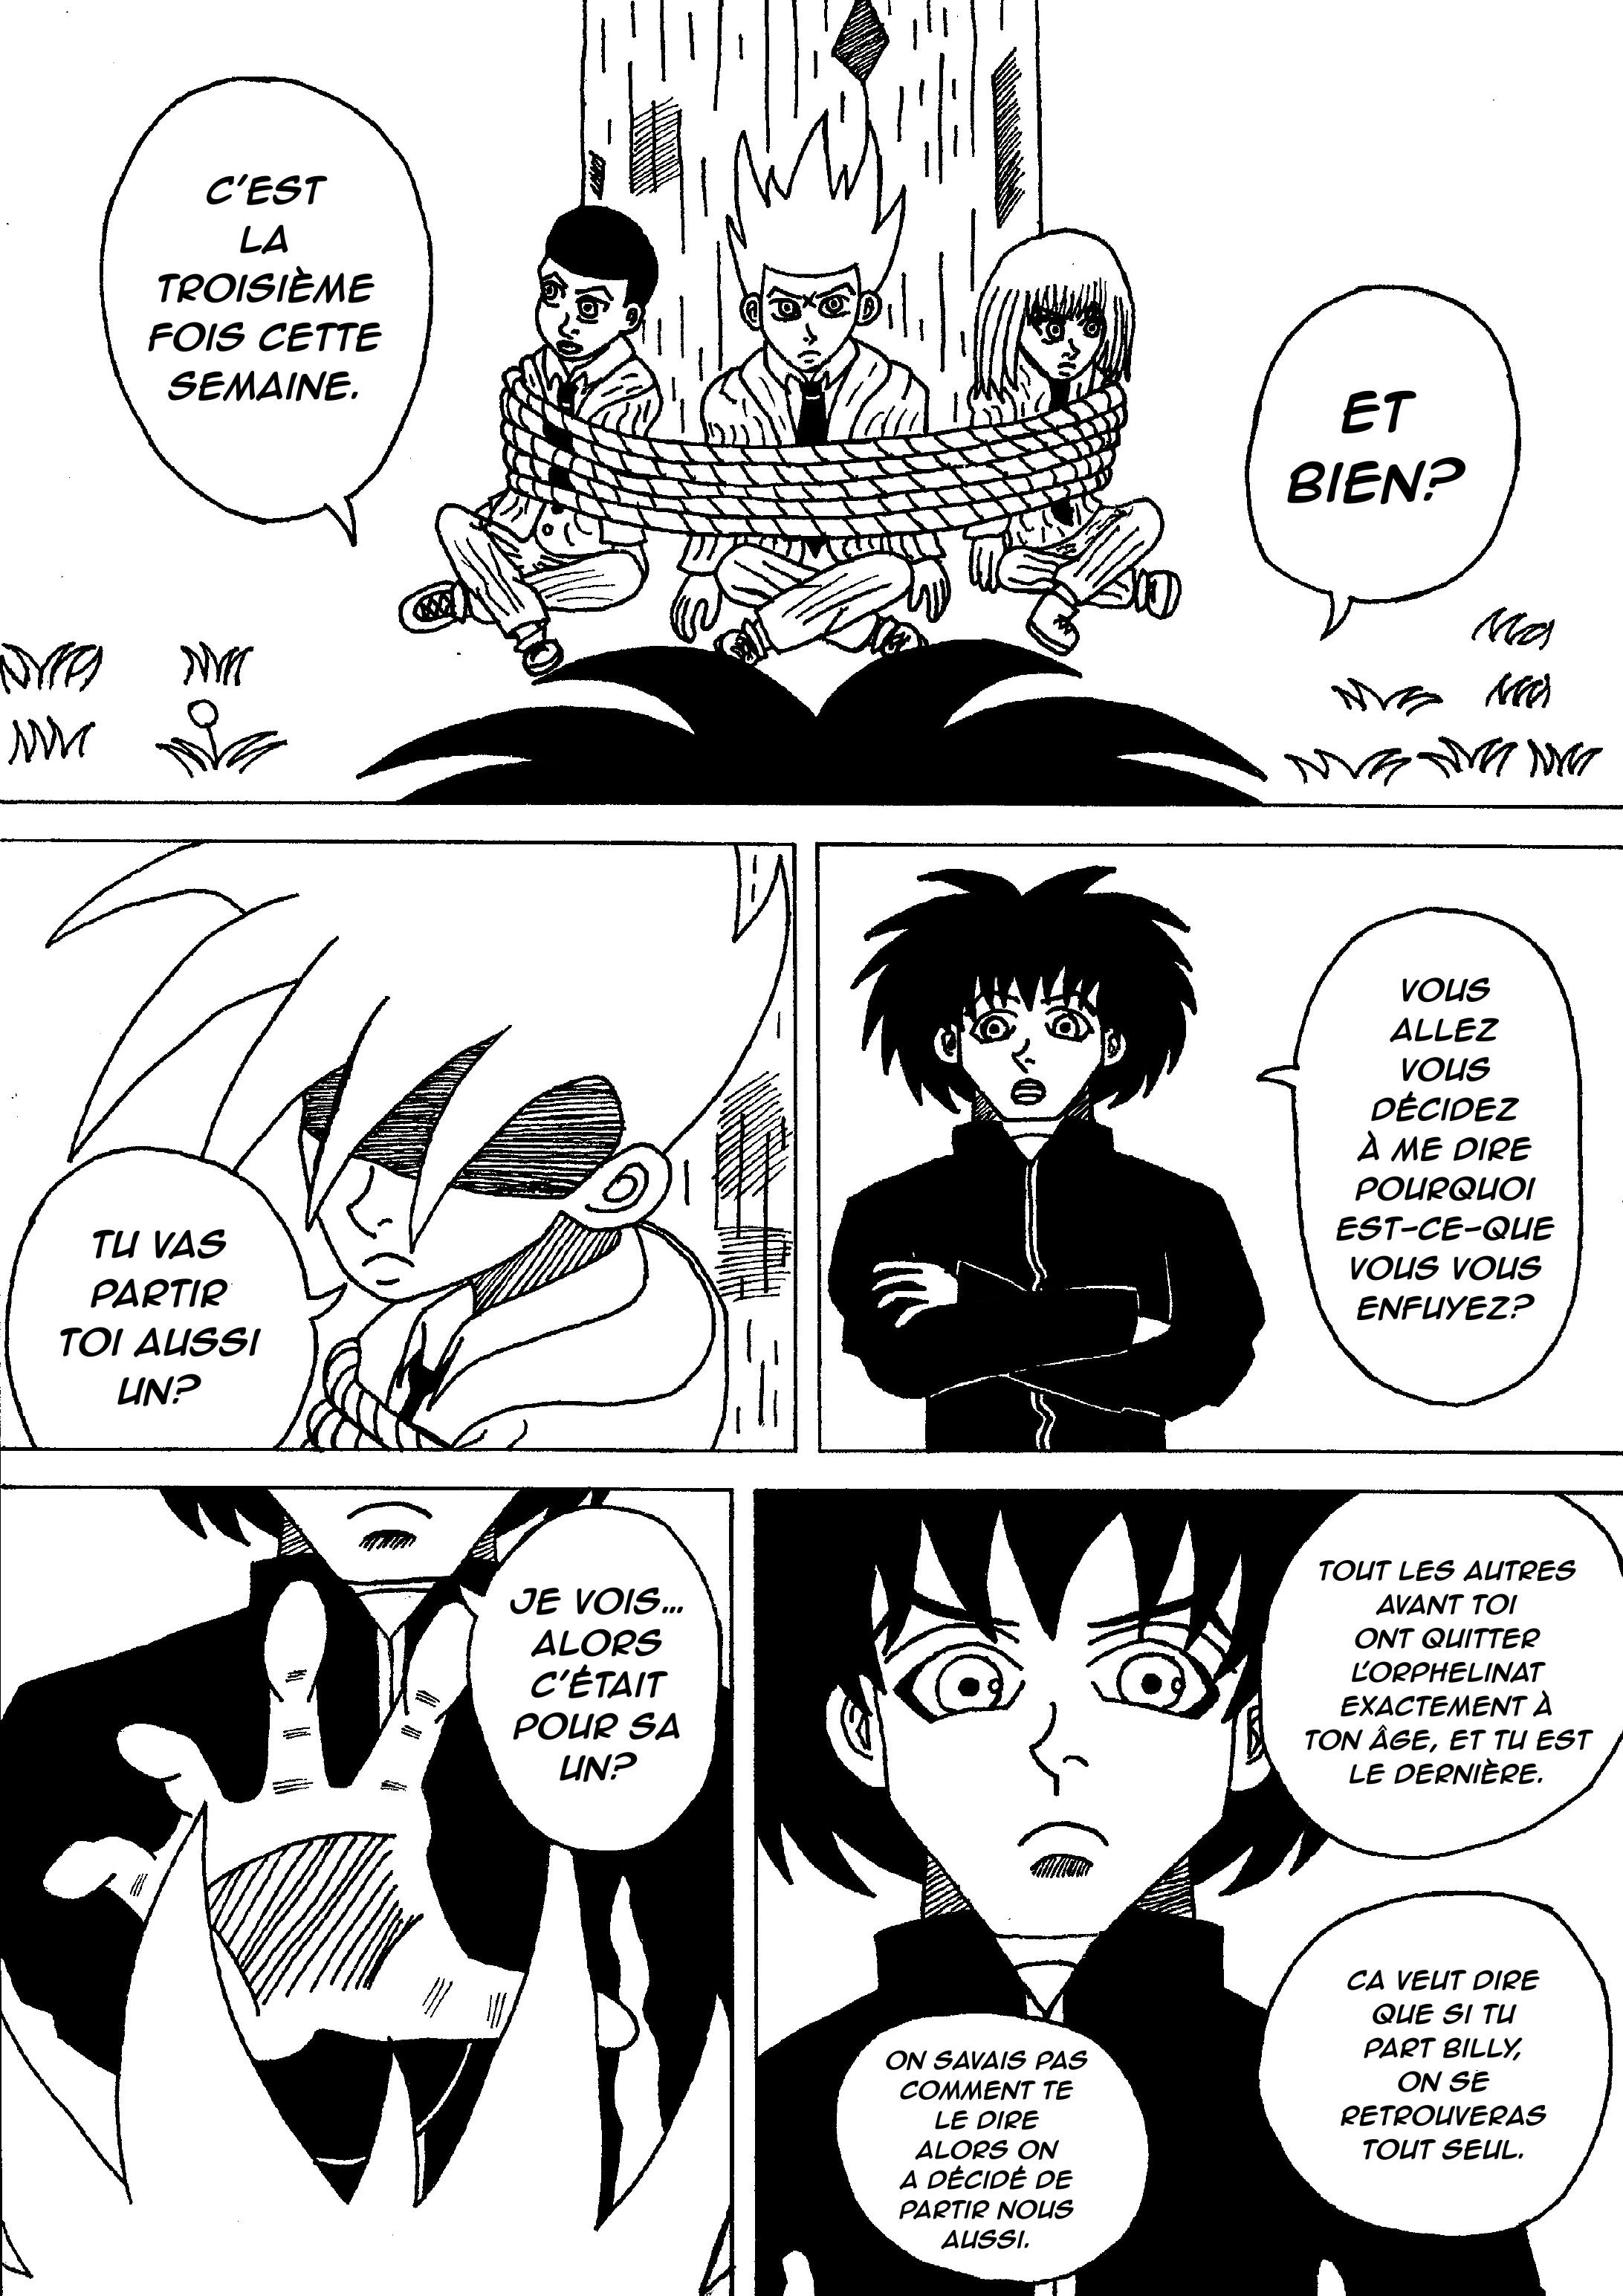 ET
BIEN?
C'EST
LA
TROISIÈME
FOIS CETTE
SEMAINE.
VOUS
ALLEZ
VOUS
DÉCIDEZ
À ME DIRE
POURQUOI
EST-CE-QUE
VOUS VOUS
ENFUYEZ?
TU VAS
PARTIR
TOI AUSSI
UN?
TOUT LES AUTRES
AVANT TOI
ONT QUITTER
L'ORPHELINAT
EXACTEMENT À
TON ÂGE, ET TU EST
LE DERNIÈRE.
CA VEUT DIRE
QUE SI TU
PART BILLY,
ON SE
RETROUVERAS
TOUT SEUL.
ON SAVAIS PAS
COMMENT TE
LE DIRE
ALORS ON
A DÉCIDÉ DE
PARTIR NOUS
AUSSI.
JE VOIS...
ALORS
C'ÉTAIT
POUR SA
UN?